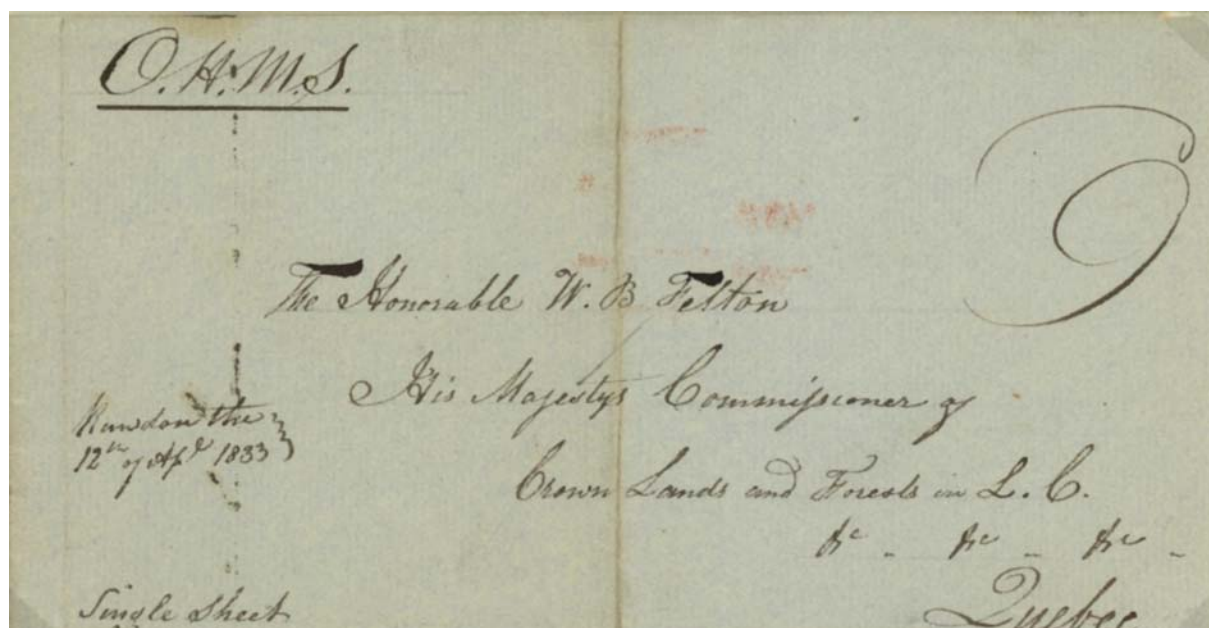 O.H.M.S.
The Honorable W. B Felton
His Majestys Commissioner of
Crown Lands and Forests in L. C.
&c - &c - &c -
Quebec
Rawdon the
12th of Apl 1833
Single Sheet